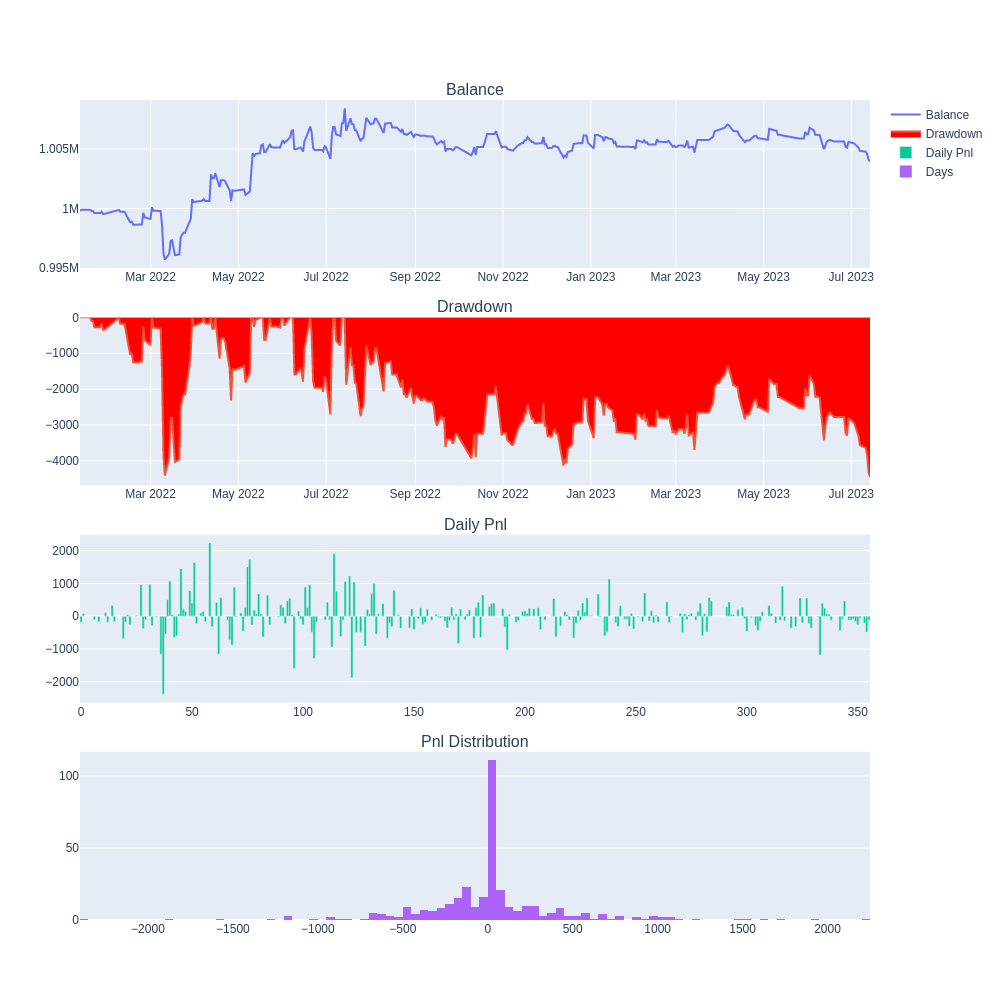 Balance
1.005M
1M
0.995M
Mar 2022 May 2022 Jul 2022 Sep 2022 Nov 2022 Jan 2023 Mar 2023 May 2023 Jul 2023
Balance
Drawdown
Daily Pnl
Days
Drawdown
0
−1000
−2000
−3000
−4000
Mar 2022 May 2022 Jul 2022 Sep 2022 Nov 2022 Jan 2023 Mar 2023 May 2023 Jul 2023
Daily Pnl
2000
1000
0
−1000
−2000
0 50 100 150 200 250 300 350
Pnl Distribution
100
50
0
−2000 −1500 −1000 −500 0 500 1000 1500 2000